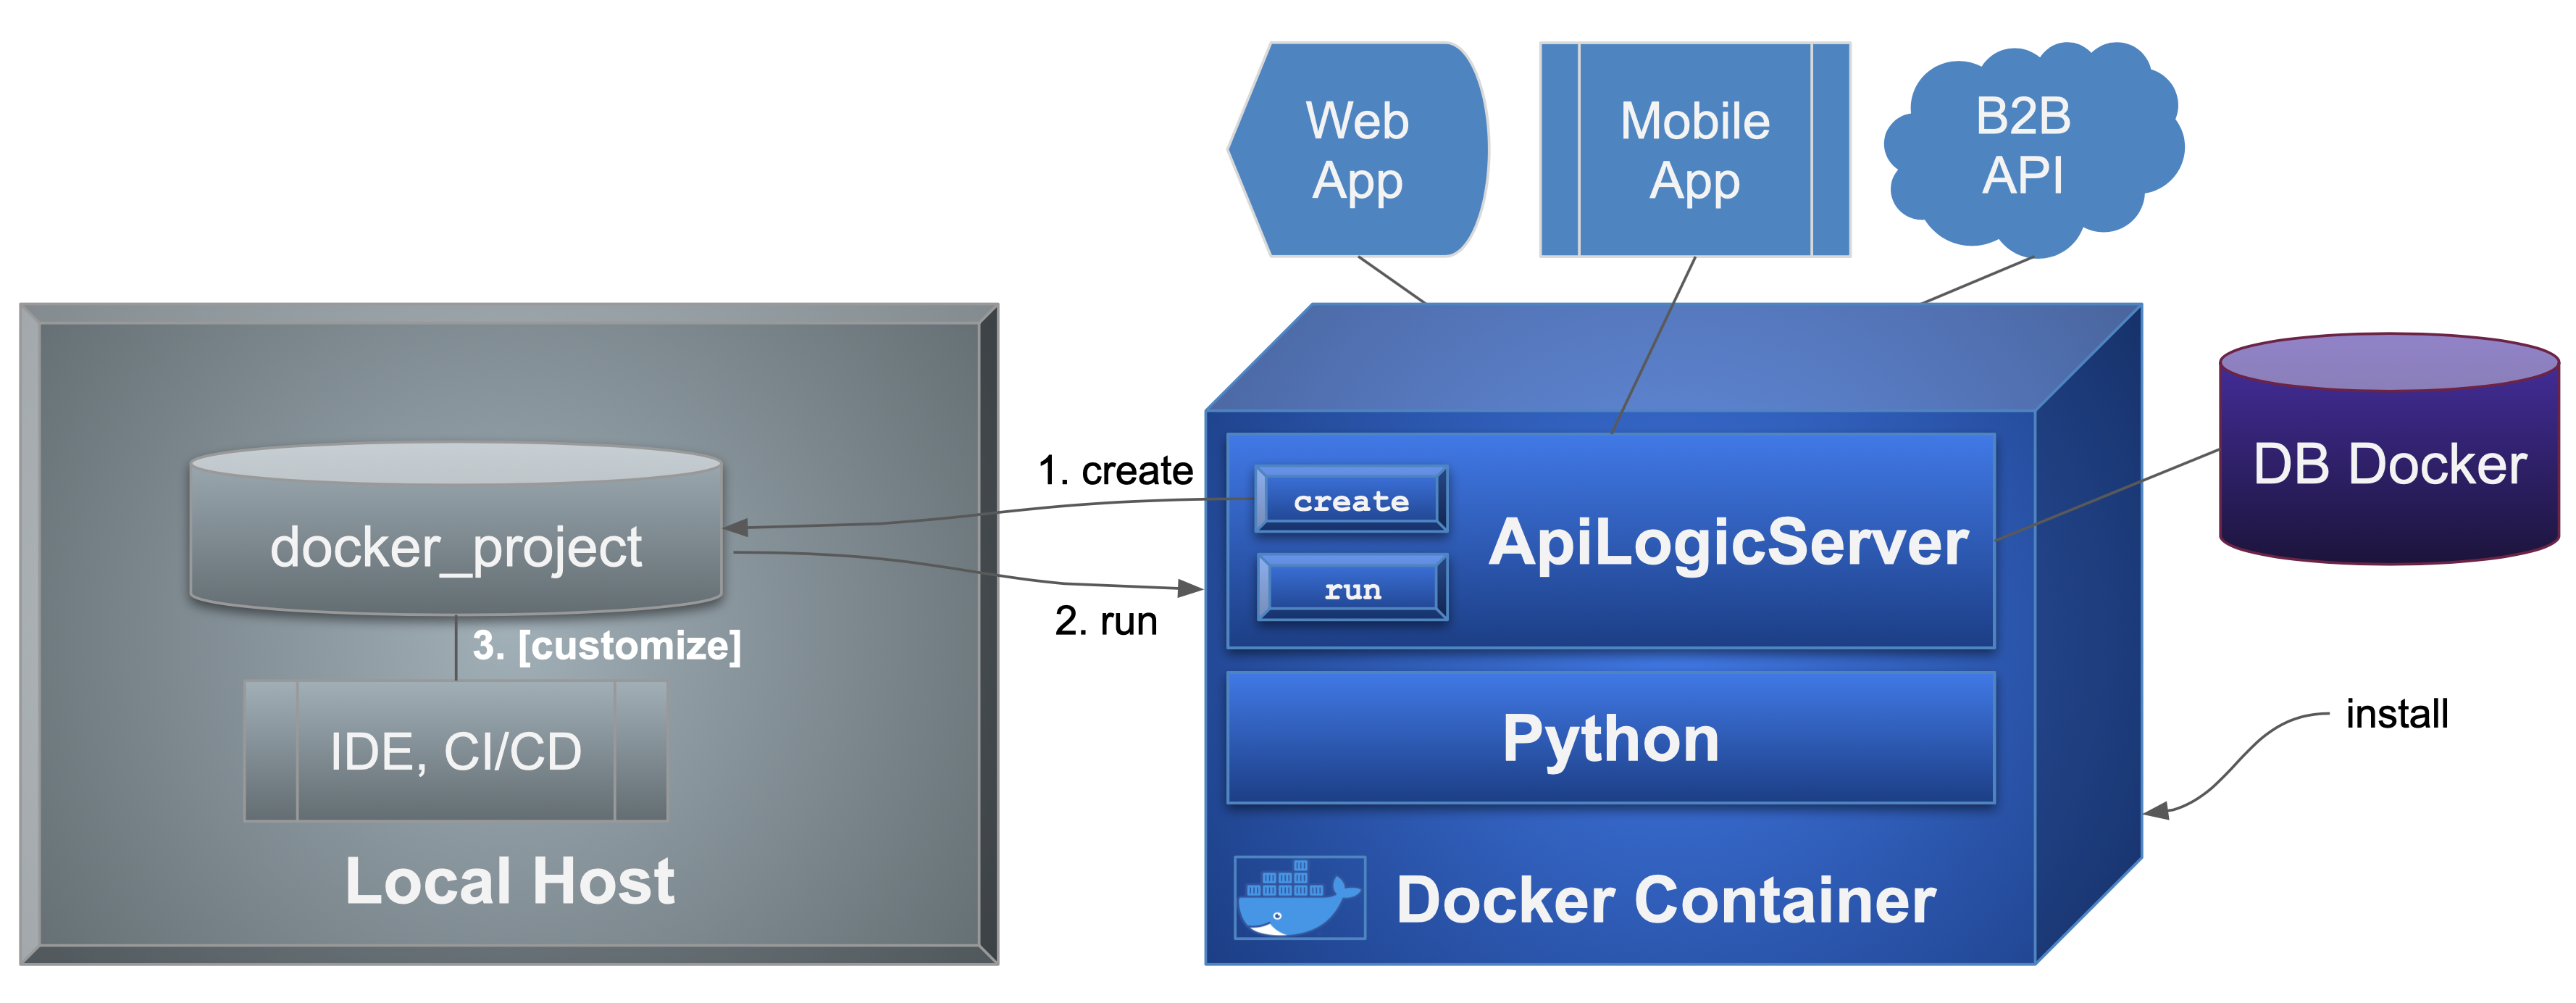 Web
App
Mobile
App
B2B
API
1. create
create
docker_project
ApiLogicServer
DB Docker
run
2. run
3. [customize]
IDE, CI/CD
Python
install
Local Host
Docker Container